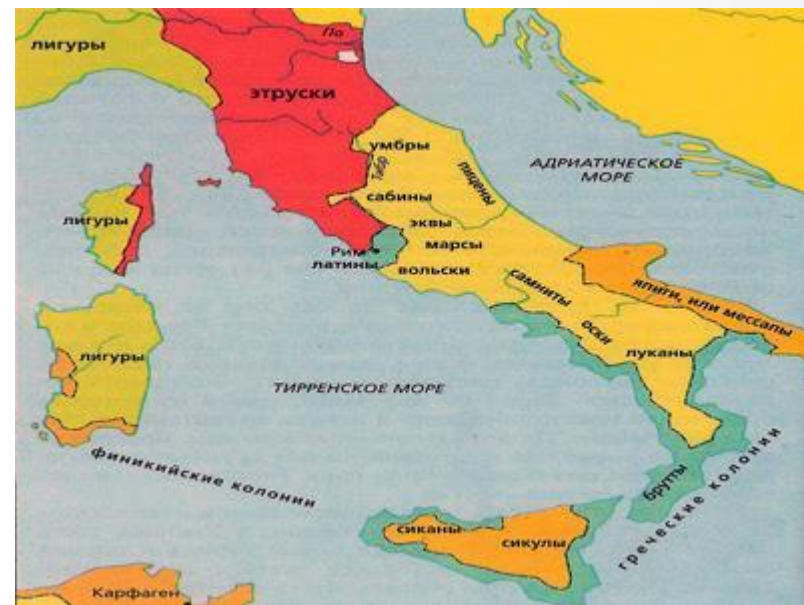 По
лигуры
этруски
умбры
Тибр
пицены
АДРИАТИЧЕСКОЕ
МОРЕ
сабины
лигуры
эквы
Рим
марсы
латины
вольски
самниты
япиги, или мессапы
оски
луканы
лигуры
ТИРРЕНСКОЕ МОРЕ
финикийские колонии
бретты
греческие колонии
сиканы
сикулы
Карфаген